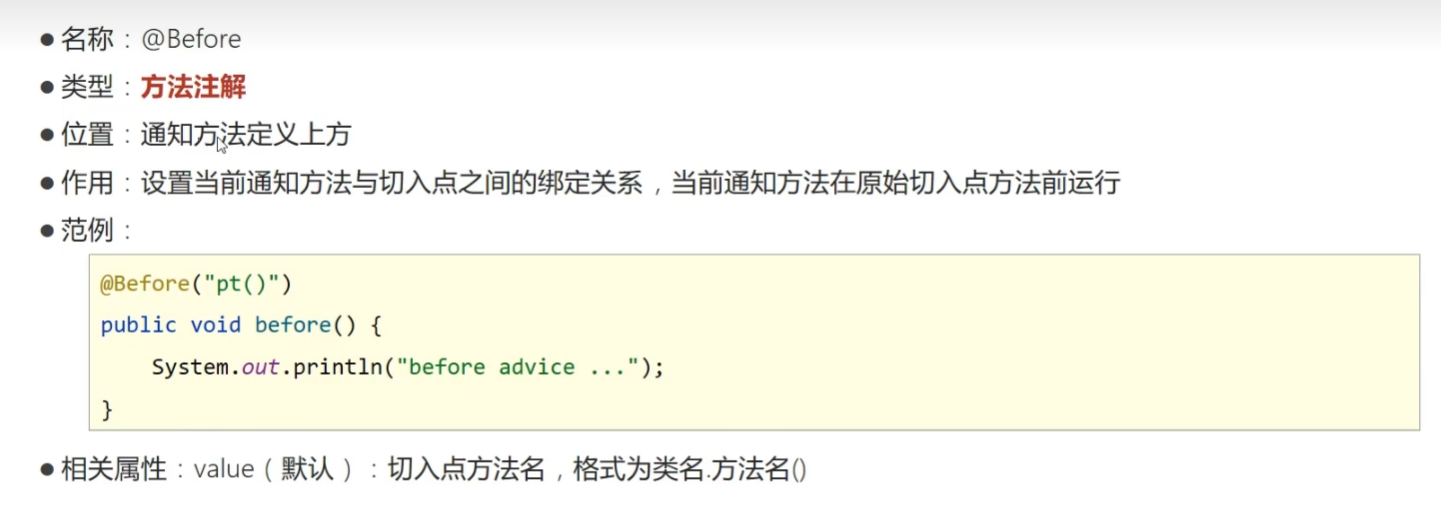 ● 名称：@Before
● 类型：方法注解
● 位置：通知方法定义上方
● 作用：设置当前通知方法与切入点之间的绑定关系，当前通知方法在原始切入点方法前运行
● 范例：
@Before("pt()")
public void before() {
    System.out.println("before advice ...");
}
● 相关属性：value（默认）：切入点方法名，格式为类名.方法名()